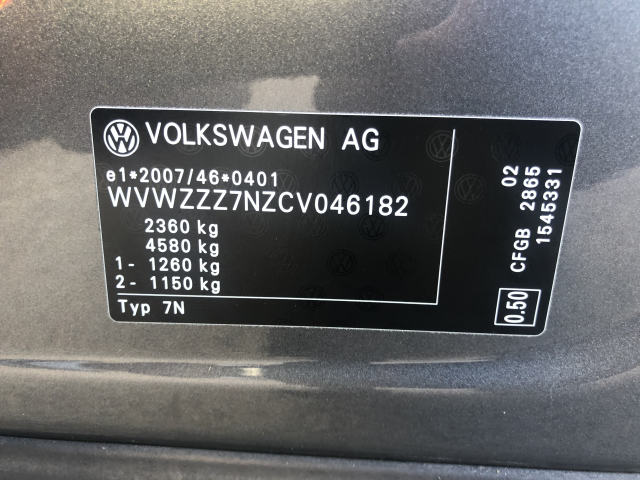 VOLKSWAGEN AG
e1*2007/46*0401
WVWZZZ7NZCV046182
2360 kg
4580 kg
1- 1260 kg
2- 1150 kg
Typ 7N
02
CFGB 2865
1545331
0.50